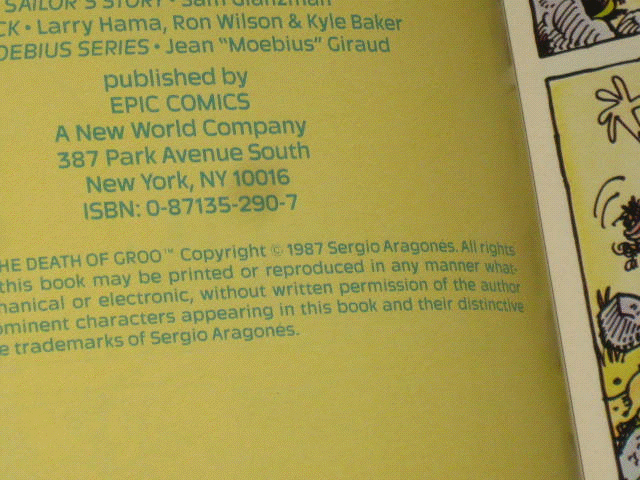 SAILOR'S STORY • Sam Glanzman
CK • Larry Hama, Ron Wilson & Kyle Baker
OEBIUS SERIES • Jean "Moebius" Giraud
published by
EPIC COMICS
A New World Company
387 Park Avenue South
New York, NY 10016
ISBN: 0-87135-290-7
HE DEATH OF GROO™ Copyright © 1987 Sergio Aragonés. All rights
this book may be printed or reproduced in any manner what-
hanical or electronic, without written permission of the author
ominent characters appearing in this book and their distinctive
e trademarks of Sergio Aragonés.